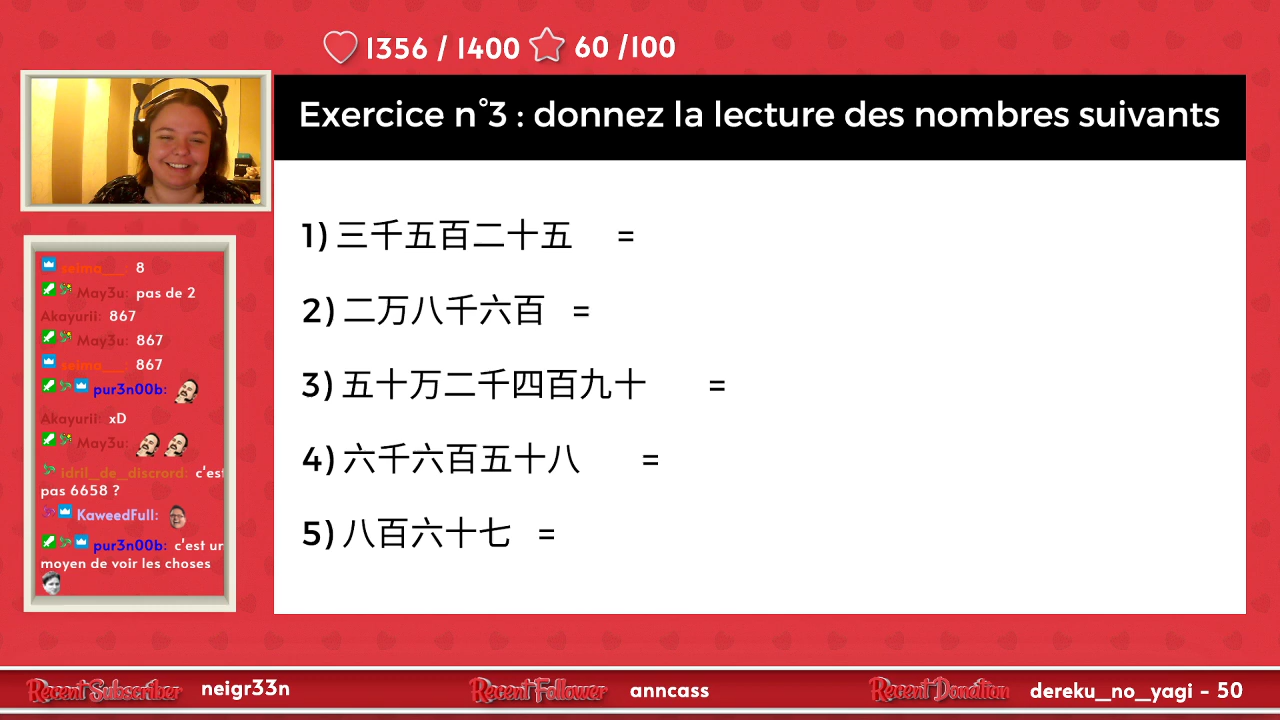 1356 / 1400 60 /100
Exercice n°3 : donnez la lecture des nombres suivants
1) 三千五百二十五 =
2) 二万八千六百 =
3) 五十万二千四百九十 =
4) 六千六百五十八 =
5) 八百六十七 =
seima___: 8
May3u: pas de 2
Akayurii: 867
May3u: 867
seima___: 867
pur3n00b:
Akayurii: xD
May3u:
idril_de_discrord: c'est
pas 6658 ?
KaweedFull:
pur3n00b: c'est un
moyen de voir les choses
Recent Subscriber neigr33n
Recent Follower anncass
Recent Donation dereku_no_yagi - 50